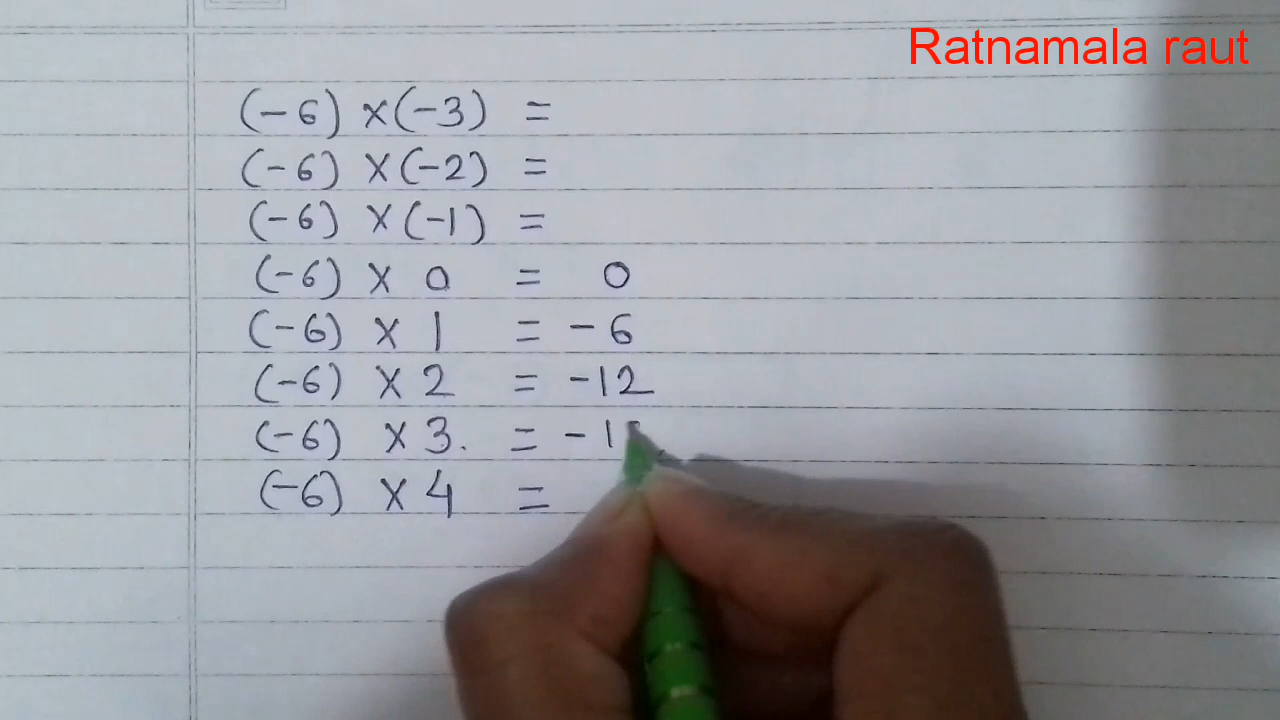 Ratnamala raut
(-6) ×(-3) =
(-6) ×(-2) =
(-6) ×(-1) =
(-6) × 0 = 0
(-6) × 1 = -6
(-6) × 2 = -12
(-6) × 3. = -1
(-6) × 4 =